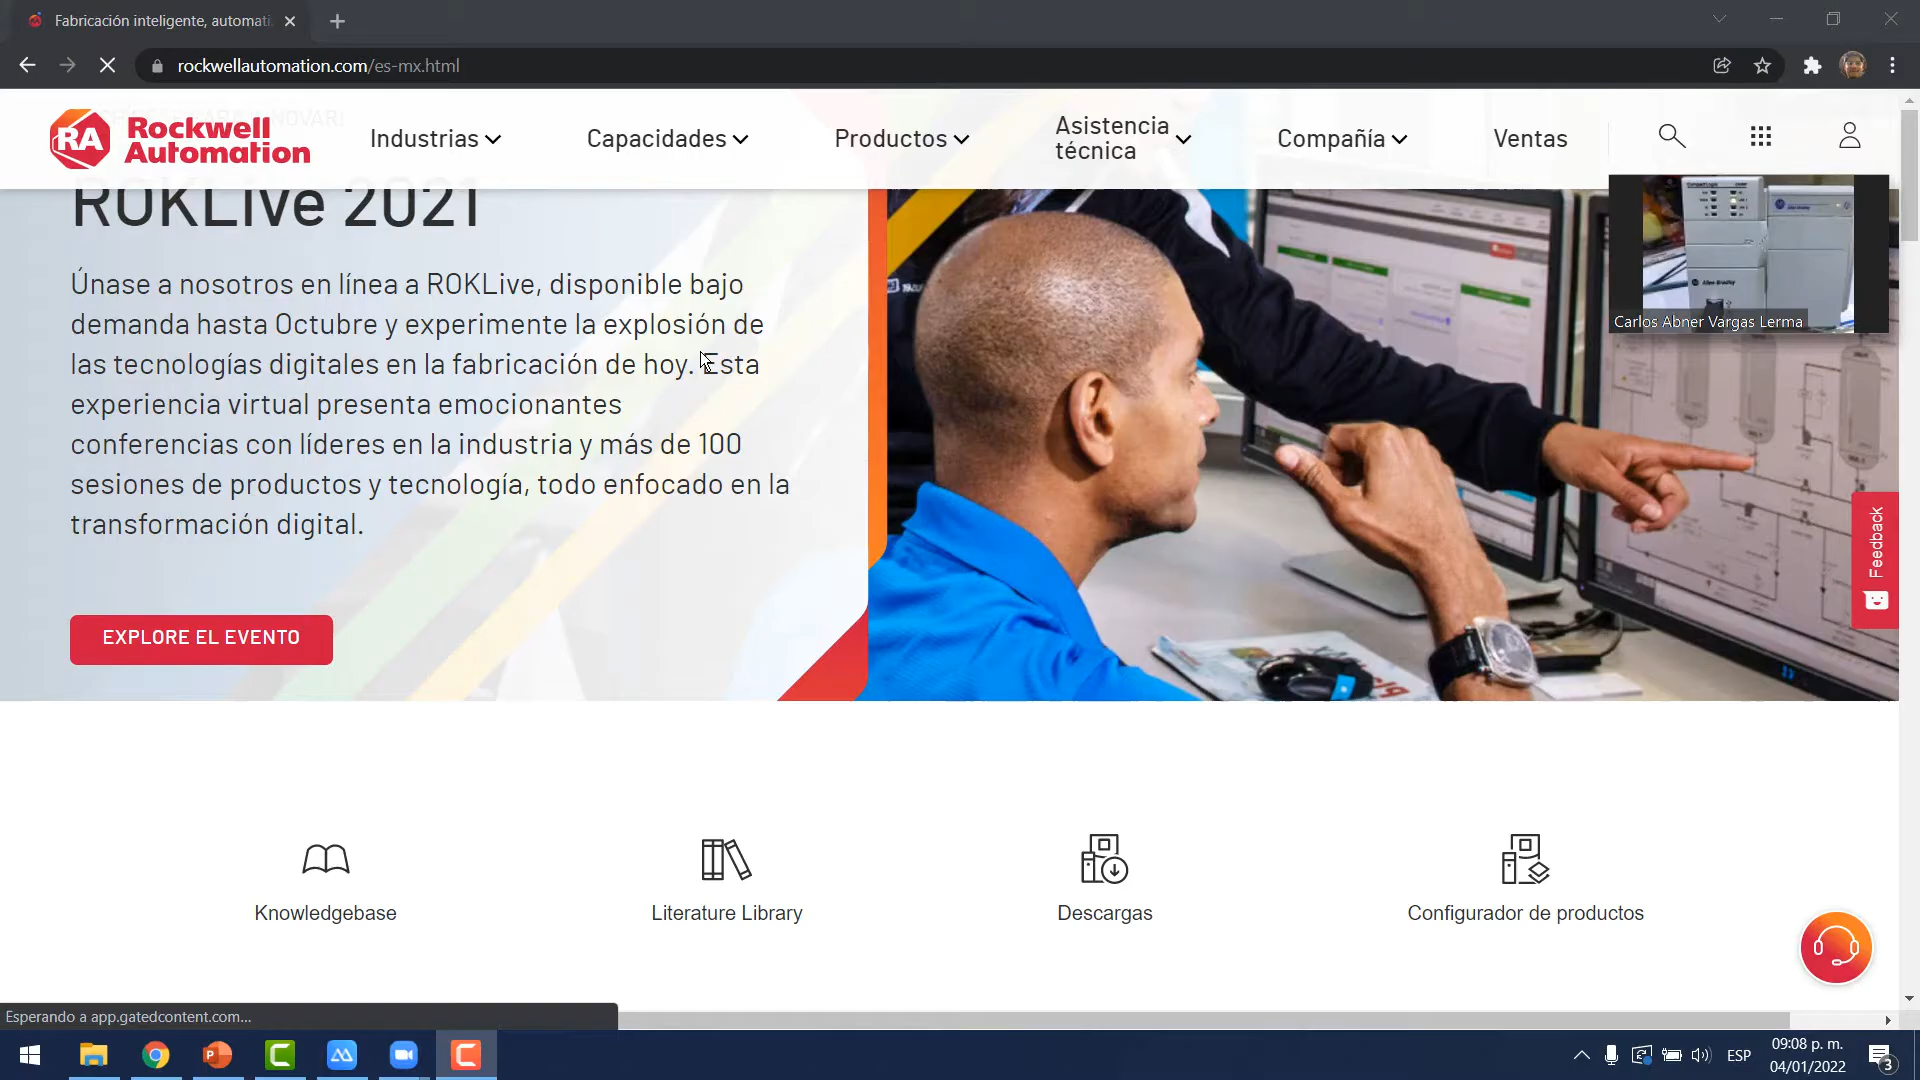 Fabricación inteligente, automati
rockwellautomation.com/es-mx.html
RA Rockwell Automation
Industrias
Capacidades
Productos
Asistencia técnica
Compañía
Ventas
ROKLive 2021
Únase a nosotros en línea a ROKLive, disponible bajo
demanda hasta Octubre y experimente la explosión de
las tecnologías digitales en la fabricación de hoy. Esta
experiencia virtual presenta emocionantes
conferencias con líderes en la industria y más de 100
sesiones de productos y tecnología, todo enfocado en la
transformación digital.
EXPLORE EL EVENTO
Allen-Bradley
Carlos Abner Vargas Lerma
Feedback
Knowledgebase
Literature Library
Descargas
Configurador de productos
Esperando a app.gatedcontent.com...
ESP
09:08 p. m.
04/01/2022
3